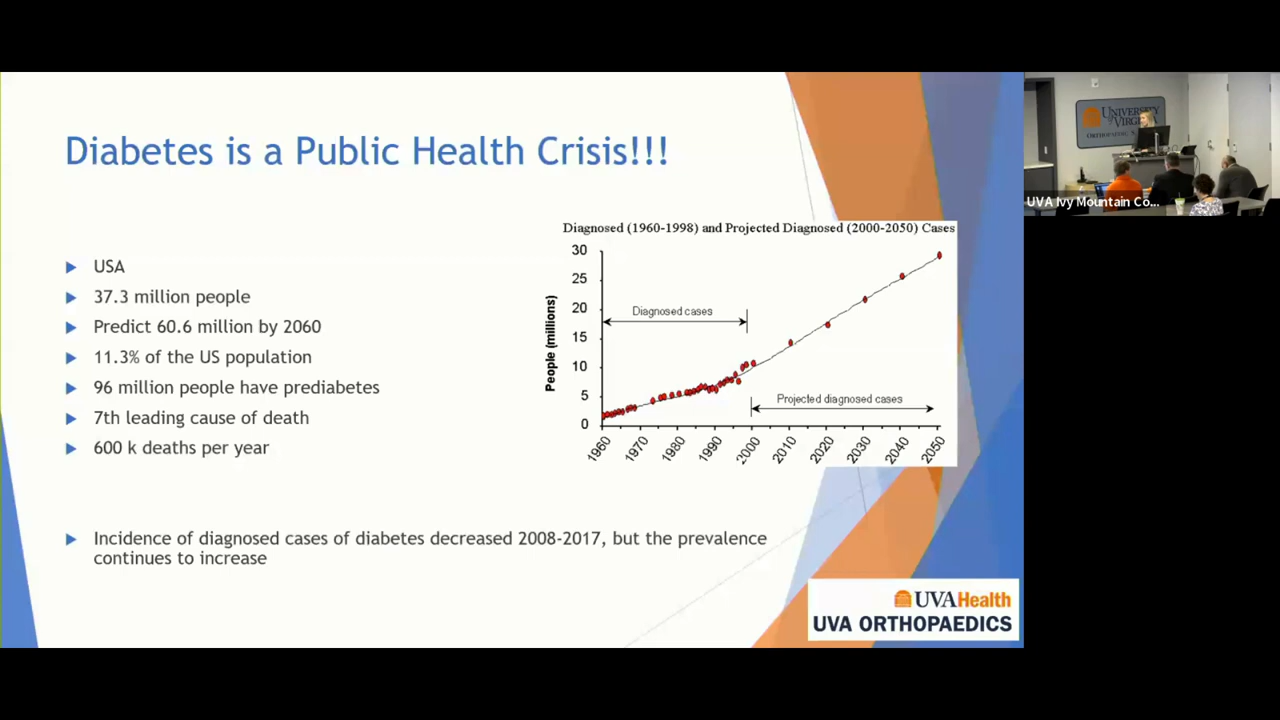 Diabetes is a Public Health Crisis!!!
USA
37.3 million people
Predict 60.6 million by 2060
11.3% of the US population
96 million people have prediabetes
7th leading cause of death
600 k deaths per year
Incidence of diagnosed cases of diabetes decreased 2008-2017, but the prevalence
continues to increase
Diagnosed (1960-1998) and Projected Diagnosed (2000-2050) Cases
People (millions)
30
25
20
15
10
5
0
Diagnosed cases
Projected diagnosed cases
1960 1970 1980 1990 2000 2010 2020 2030 2040 2050
UVAHealth
UVA ORTHOPAEDICS
UNIVERSITY
of VIRG
UVA Ivy Mountain Co...